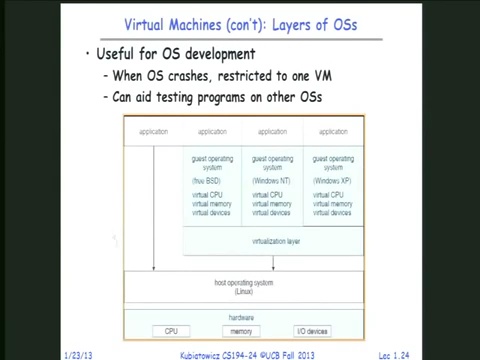 Virtual Machines (con't): Layers of OSs
• Useful for OS development
– When OS crashes, restricted to one VM
– Can aid testing programs on other OSs
application
application
application
application
guest operating system
(free BSD)
virtual CPU
virtual memory
virtual devices
guest operating system
(Windows NT)
virtual CPU
virtual memory
virtual devices
guest operating system
(Windows XP)
virtual CPU
virtual memory
virtual devices
virtualization layer
host operating system
(Linux)
hardware
CPU
memory
I/O devices
1/23/13
Kubiatowicz CS194-24 ©UCB Fall 2013
Lec 1.24